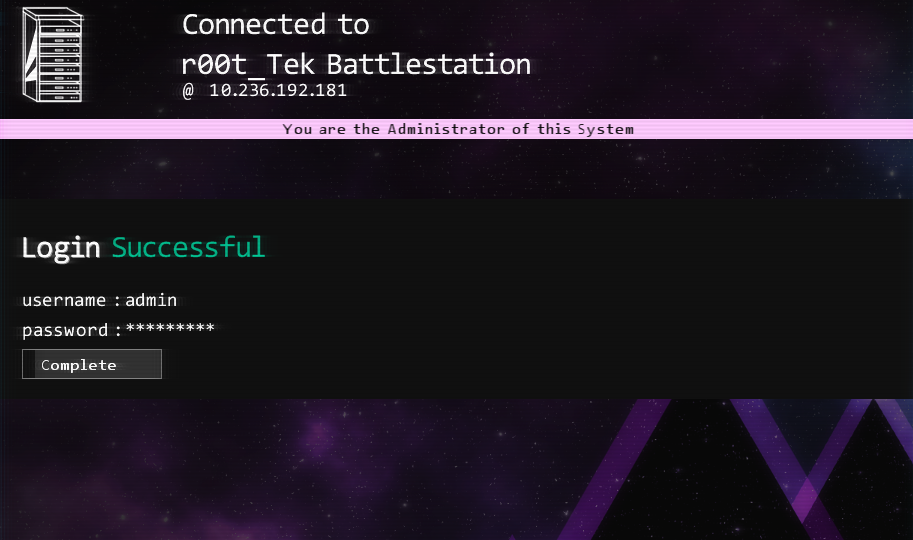 Connected to
r00t_Tek Battlestation
@ 10.236.192.181
You are the Administrator of this System
Login Successful
username : admin
password : *********
Complete